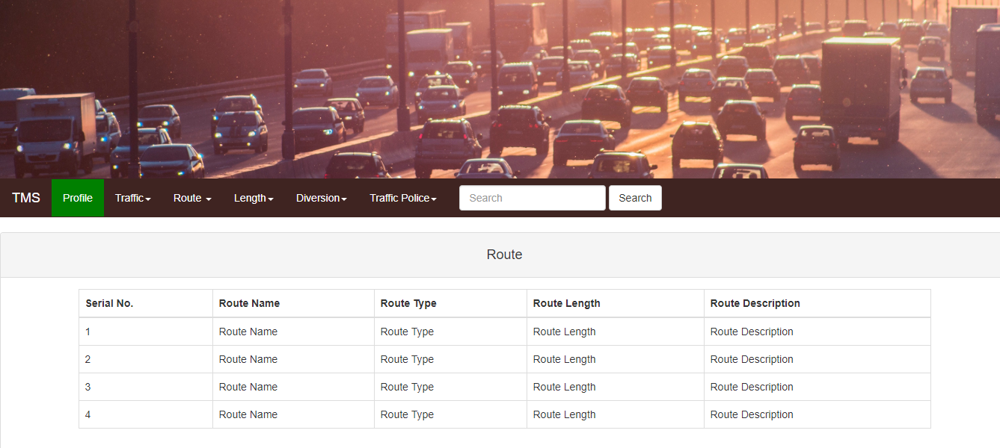 TMS Profile Traffic Route Length Diversion Traffic Police Search Search
Route
Serial No. Route Name Route Type Route Length Route Description
1 Route Name Route Type Route Length Route Description
2 Route Name Route Type Route Length Route Description
3 Route Name Route Type Route Length Route Description
4 Route Name Route Type Route Length Route Description